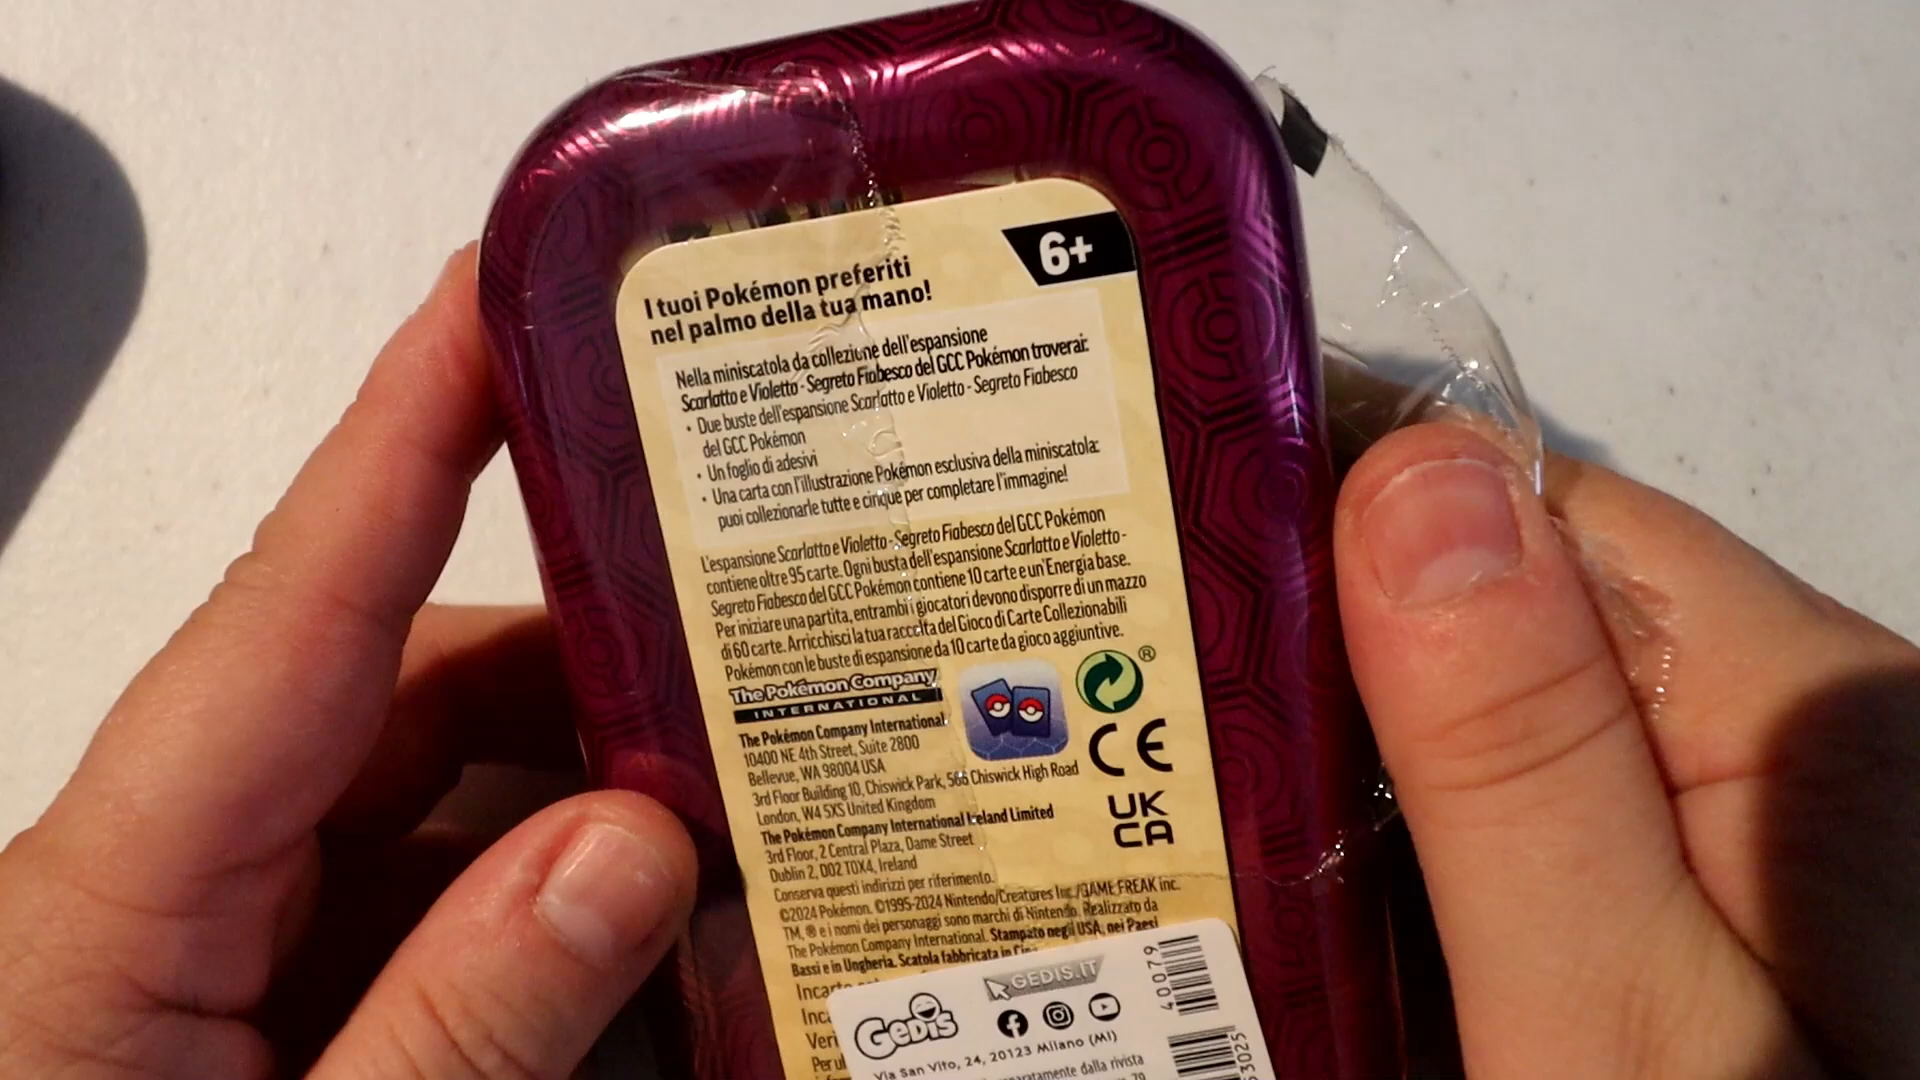 6+
I tuoi Pokémon preferiti
nel palmo della tua mano!
Nella miniscatola da collezione dell'espansione
Scarlatto e Violetto - Segreto Fiabesco del GCC Pokémon troverai:
• Due buste dell'espansione Scarlatto e Violetto - Segreto Fiabesco
del GCC Pokémon
• Un foglio di adesivi
• Una carta con l'illustrazione Pokémon esclusiva della miniscatola:
puoi collezionarle tutte e cinque per completare l'immagine!
L'espansione Scarlatto e Violetto - Segreto Fiabesco del GCC Pokémon
contiene oltre 95 carte. Ogni busta dell'espansione Scarlatto e Violetto -
Segreto Fiabesco del GCC Pokémon contiene 10 carte e un'Energia base.
Per iniziare una partita, entrambi i giocatori devono disporre di un mazzo
di 60 carte. Arricchisci la tua raccolta del Gioco di Carte Collezionabili
Pokémon con le buste di espansione da 10 carte da gioco aggiuntive.
The Pokémon Company
INTERNATIONAL
®
CE
UK
CA
The Pokémon Company International
10400 NE 4th Street, Suite 2800
Bellevue, WA 98004 USA
3rd Floor Building 10, Chiswick Park, 566 Chiswick High Road
London, W4 5XS United Kingdom
The Pokémon Company International Ireland Limited
3rd Floor, 2 Central Plaza, Dame Street
Dublin 2, D02 T0X4, Ireland
Conserva questi indirizzi per riferimento.
©2024 Pokémon. ©1995-2024 Nintendo/Creatures Inc./GAME FREAK inc.
TM, ® e i nomi dei personaggi sono marchi di Nintendo. Realizzato da
The Pokémon Company International. Stampato negli USA, nei Paesi
Bassi e in Ungheria. Scatola fabbricata in
GEDIS.IT
GEDIS
Via San Vito, 24, 20123 Milano (MI)
dalla rivista
40079